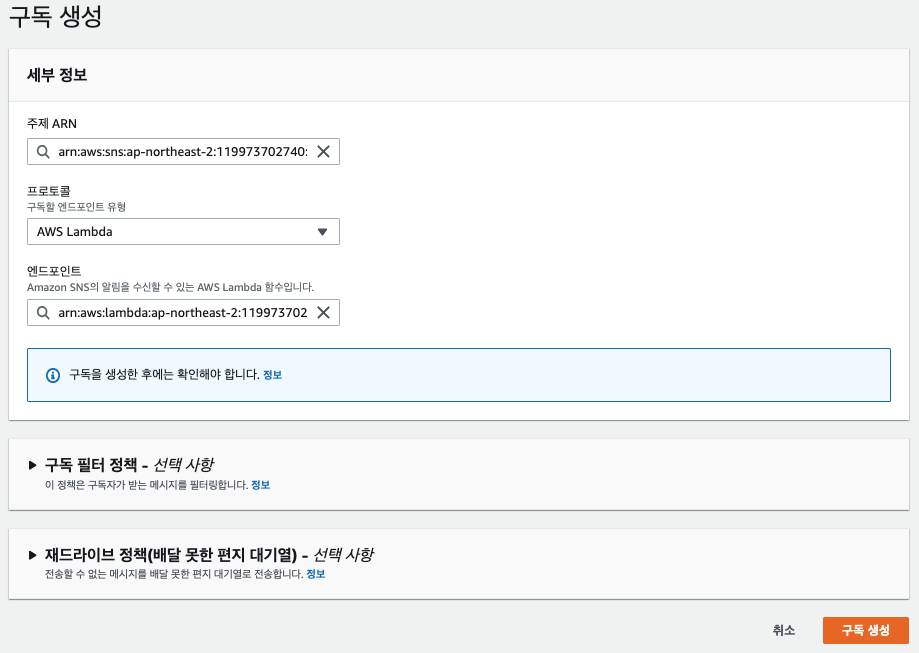 구독 생성
세부 정보
주제 ARN
arn:aws:sns:ap-northeast-2:119973702740:
프로토콜
구독할 엔드포인트 유형
AWS Lambda
엔드포인트
Amazon SNS의 알림을 수신할 수 있는 AWS Lambda 함수입니다.
arn:aws:lambda:ap-northeast-2:119973702
구독을 생성한 후에는 확인해야 합니다. 정보
구독 필터 정책 - 선택 사항
이 정책은 구독자가 받는 메시지를 필터링합니다. 정보
재드라이브 정책(배달 못한 편지 대기열) - 선택 사항
전송할 수 없는 메시지를 배달 못한 편지 대기열로 전송합니다. 정보
취소
구독 생성